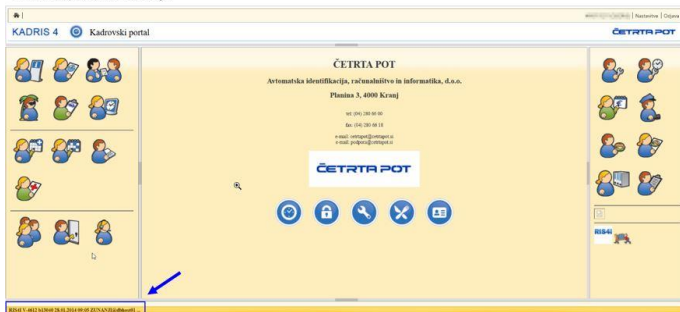 Nastavitve | Odjava
KADRIS 4 Kadrovski portal
ČETRTA POT
ČETRTA POT
Avtomatska identifikacija, računalništvo in informatika, d.o.o.
Planina 3, 4000 Kranj
tel: (04) 280 66 00
fax: (04) 280 66 18
e-mail: cetrtapot@cetrtapot.si
e-mail: podpora@cetrtapot.si
ČETRTA POT
RIS4I